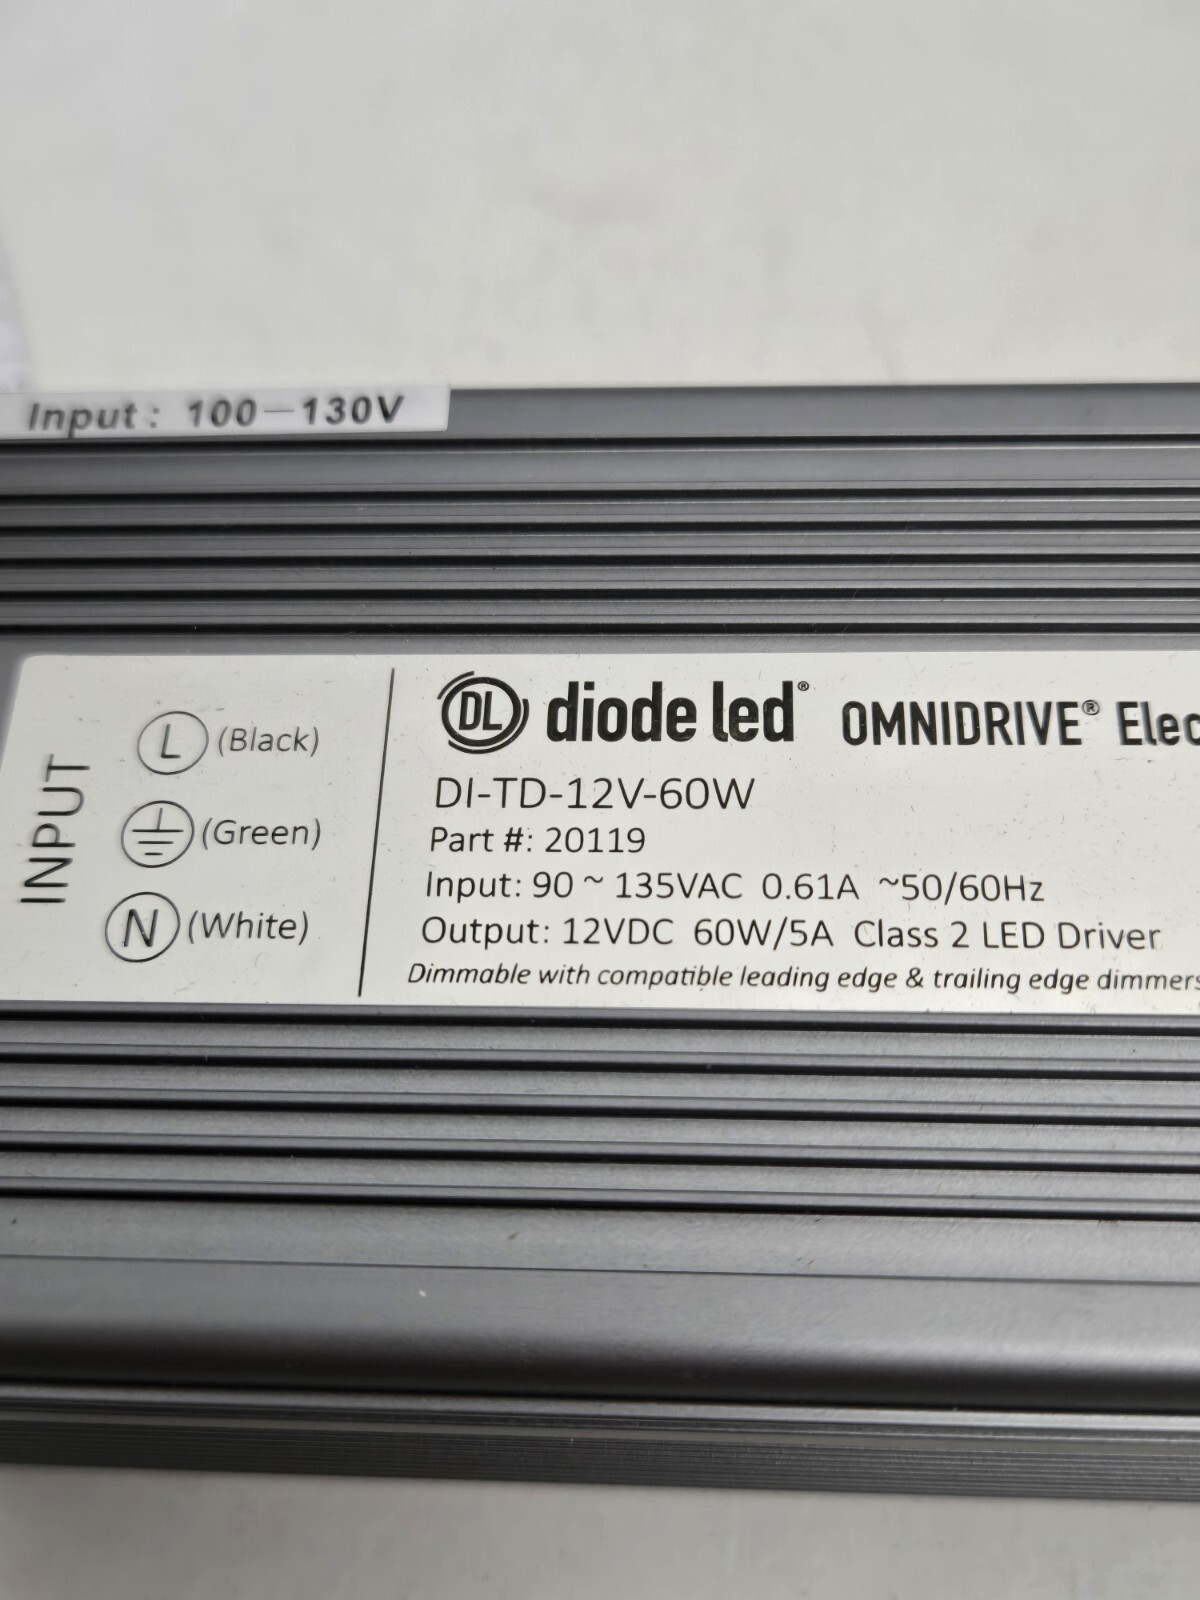 Input: 100-130V
INPUT
L (Black)
(Green)
N (White)
DL diode led® OMNIDRIVE®
DI-TD-12V-60W
Part #: 20119
Input: 90 ~ 135VAC 0.61A ~50/60Hz
Output: 12VDC 60W/5A Class 2 LED Driver
Dimmable with compatible leading edge & trailing edge dimmers